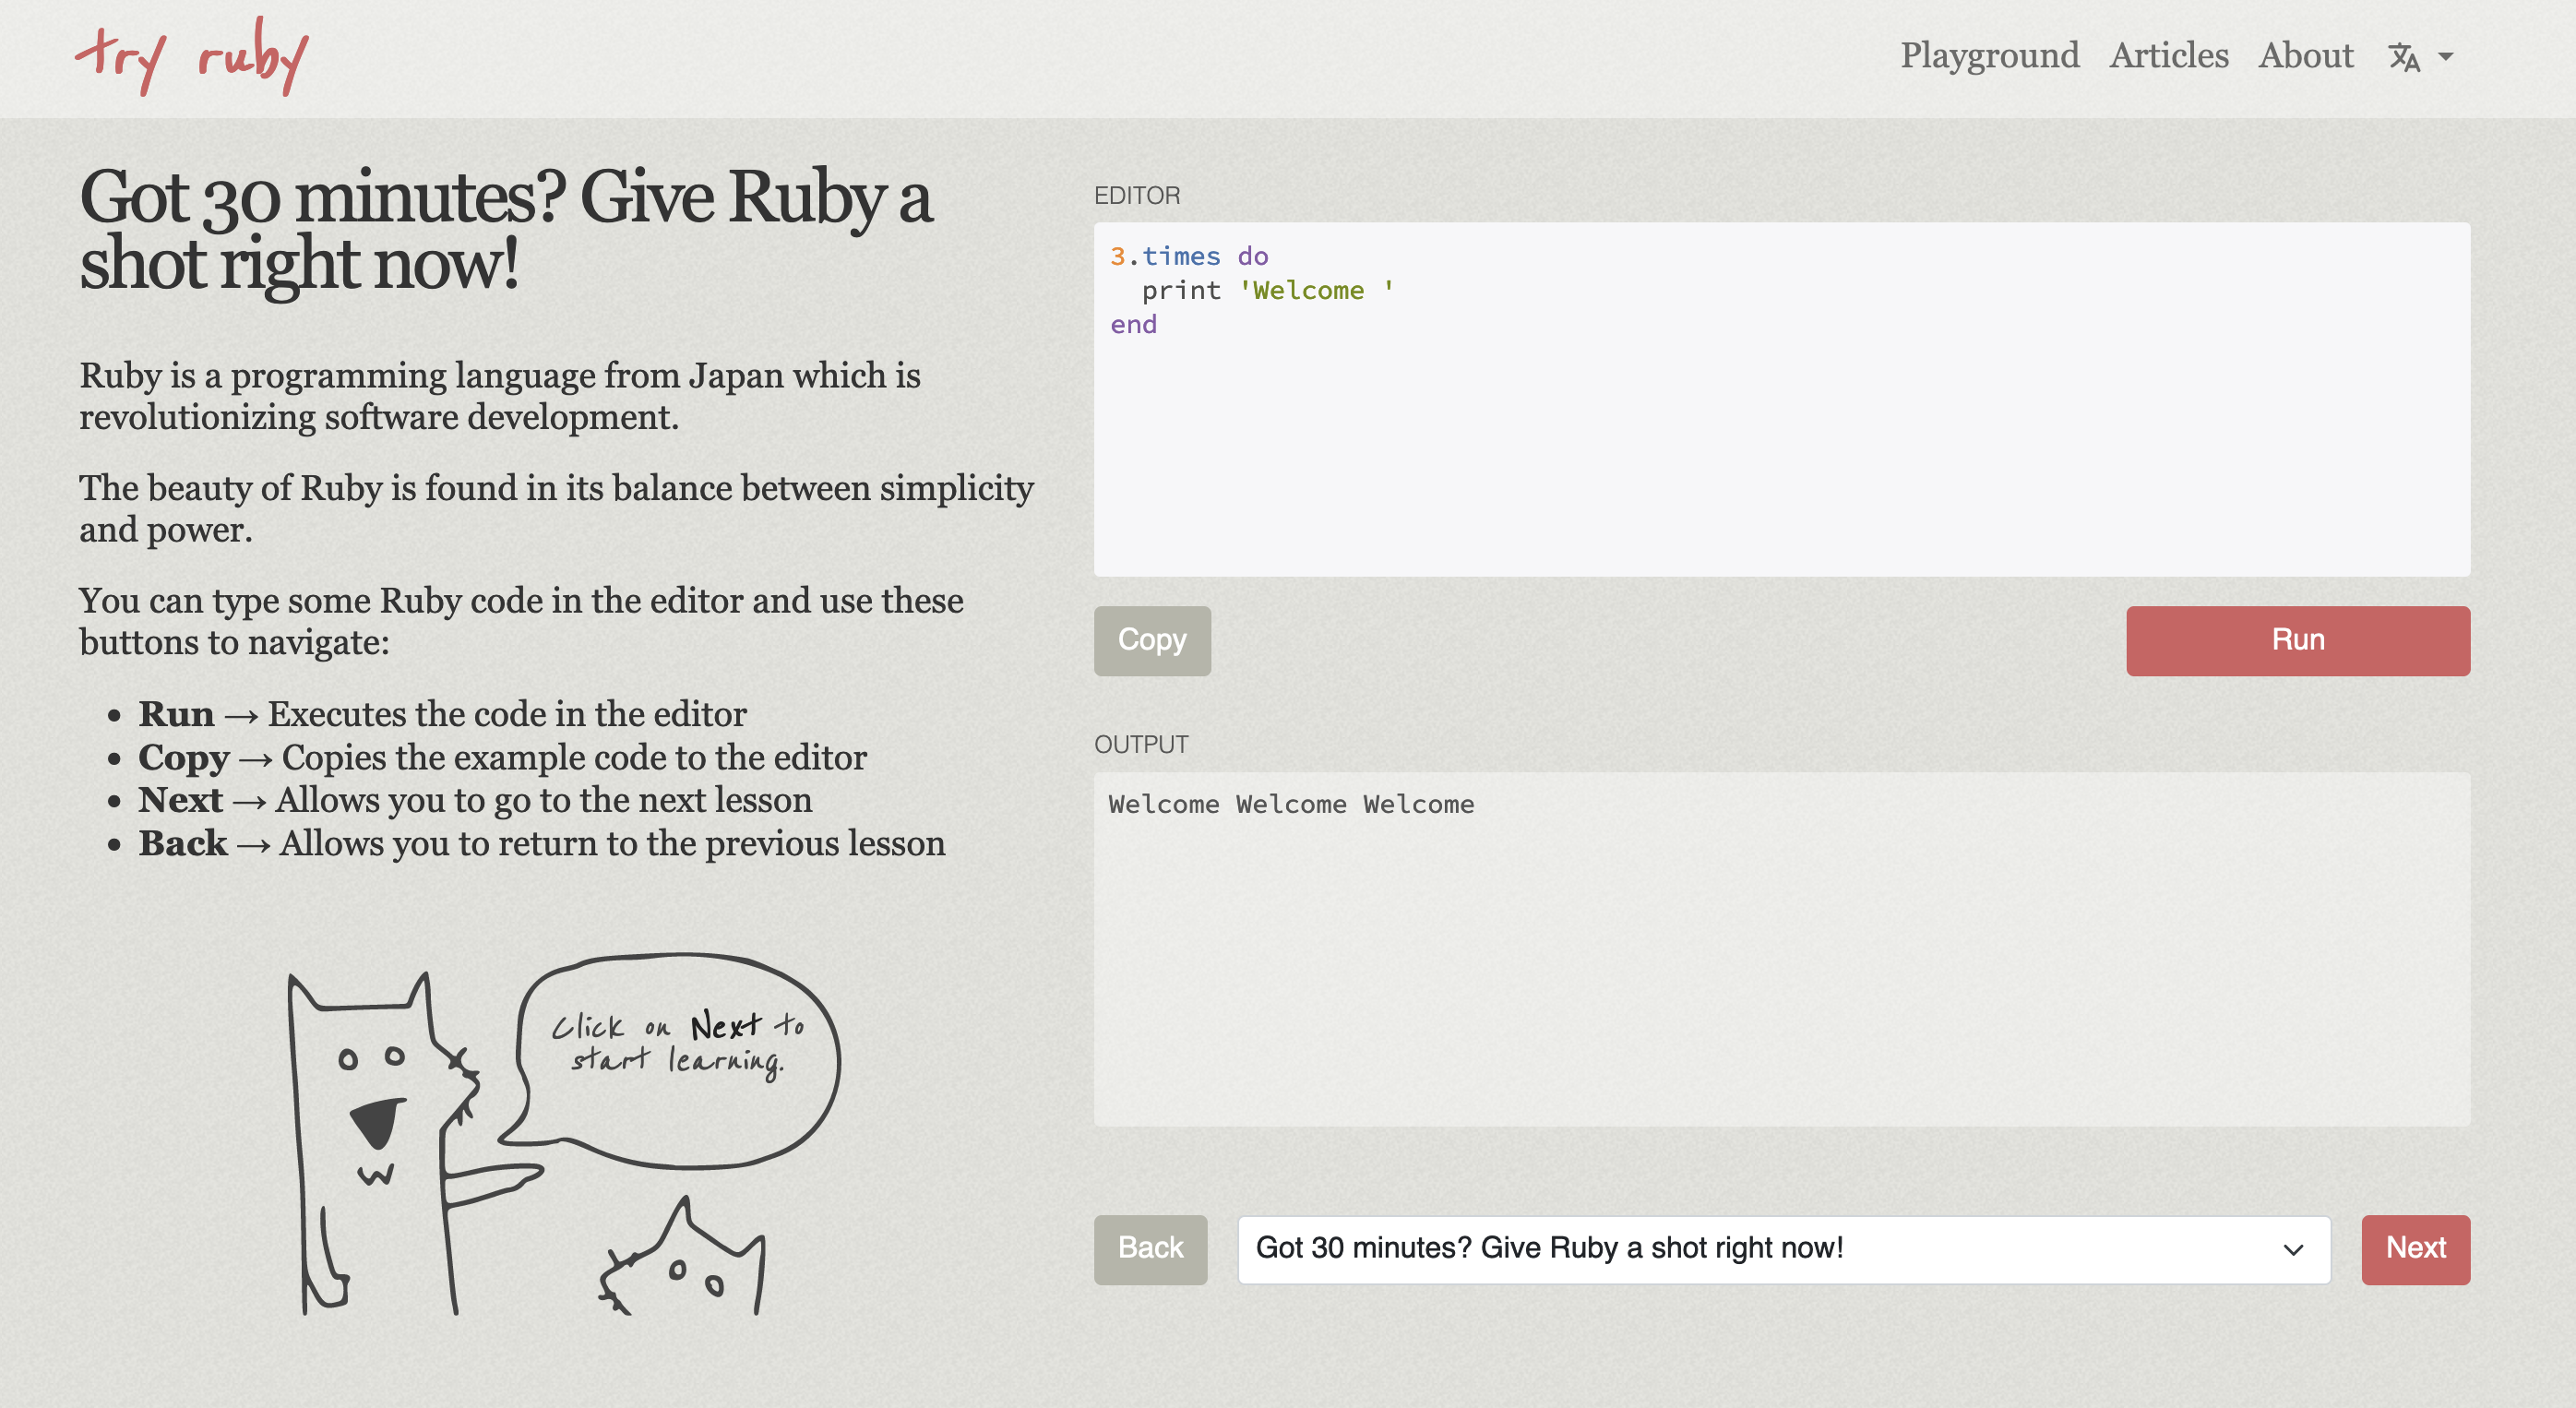 try ruby
Playground Articles About
Got 30 minutes? Give Ruby a
shot right now!
Ruby is a programming language from Japan which is
revolutionizing software development.
The beauty of Ruby is found in its balance between simplicity
and power.
You can type some Ruby code in the editor and use these
buttons to navigate:
• Run → Executes the code in the editor
• Copy → Copies the example code to the editor
• Next → Allows you to go to the next lesson
• Back → Allows you to return to the previous lesson
Click on Next to
start learning.
EDITOR
3.times do
  print 'Welcome '
end
Copy
Run
OUTPUT
Welcome Welcome Welcome
Back
Got 30 minutes? Give Ruby a shot right now!
Next